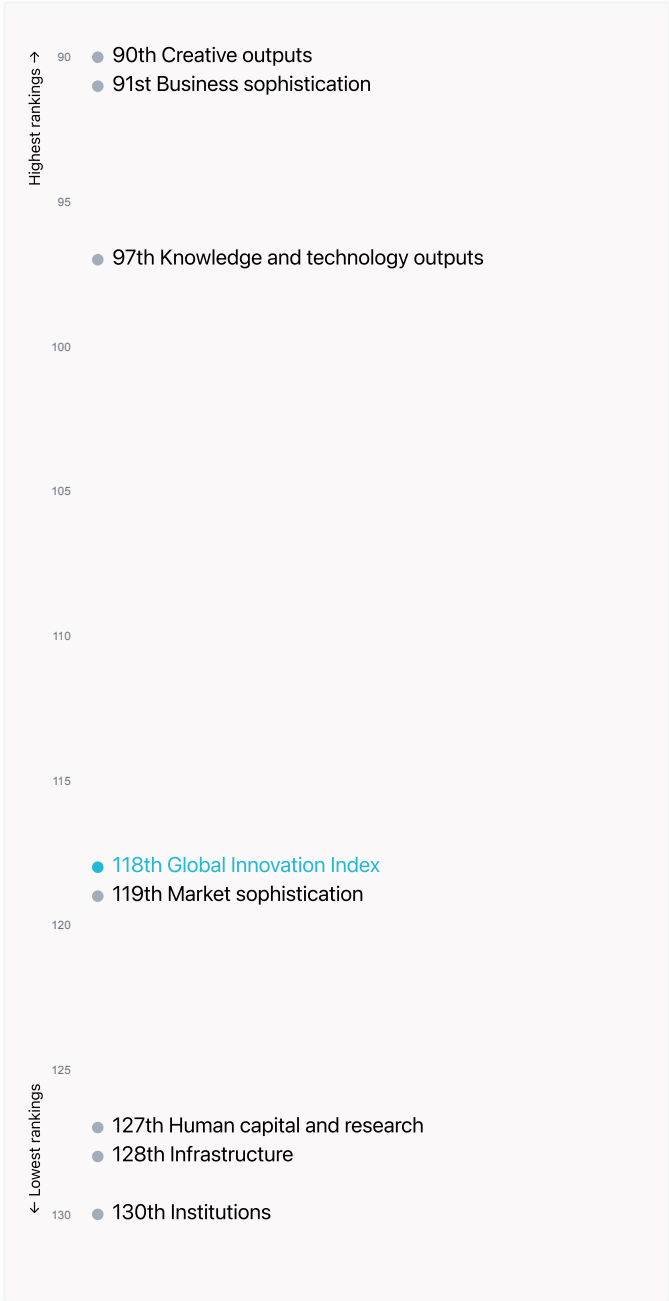 Highest rankings →
90
90th Creative outputs
91st Business sophistication
95
97th Knowledge and technology outputs
100
105
110
115
118th Global Innovation Index
119th Market sophistication
120
125
← Lowest rankings
127th Human capital and research
128th Infrastructure
130
130th Institutions